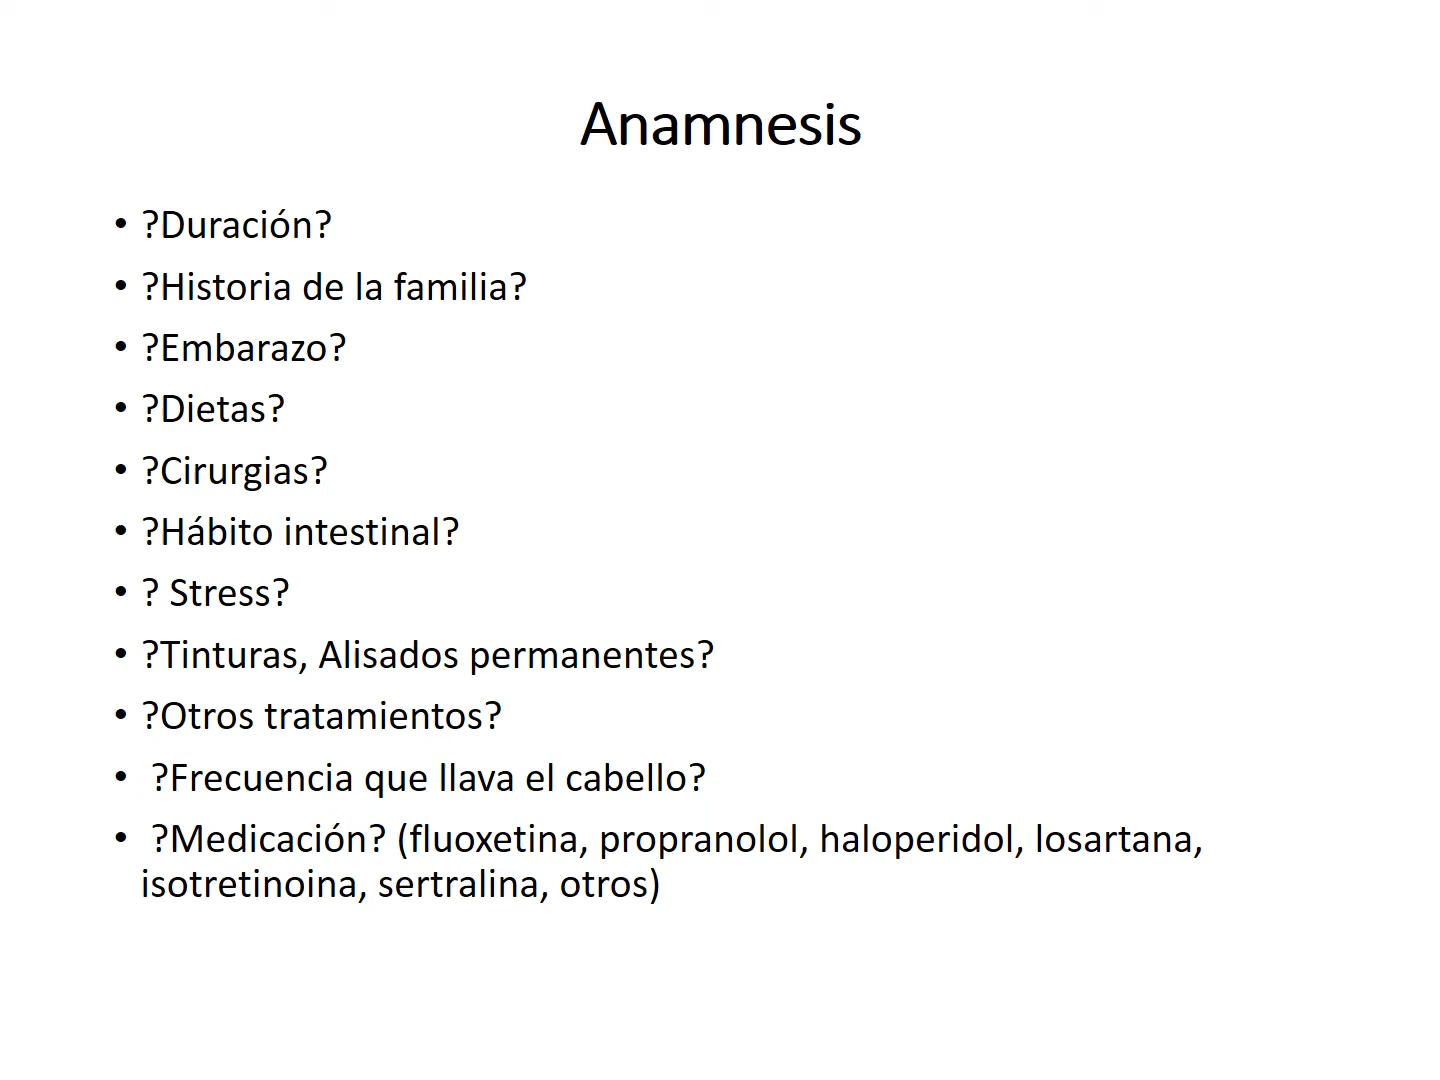 Anamnesis
• ?Duración?
• ?Historia de la familia?
• ?Embarazo?
• ?Dietas?
• ?Cirurgias?
• ?Hábito intestinal?
• ? Stress?
• ?Tinturas, Alisados permanentes?
• ?Otros tratamientos?
• ?Frecuencia que llava el cabello?
• ?Medicación? (fluoxetina, propranolol, haloperidol, losartana,
isotretinoina, sertralina, otros)